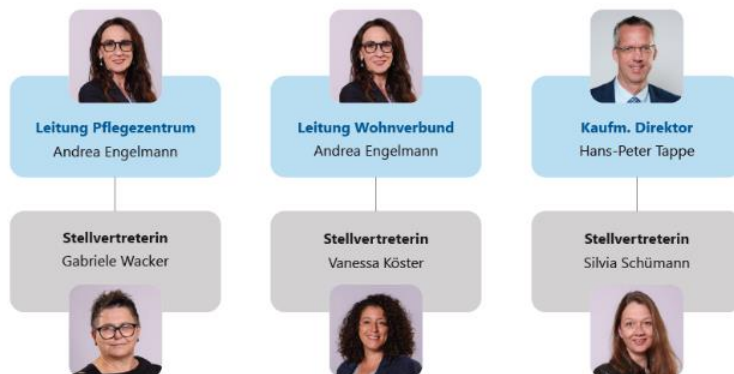 Leitung Pflegezentrum
Andrea Engelmann
Leitung Wohnverbund
Andrea Engelmann
Kaufm. Direktor
Hans-Peter Tappe
Stellvertreterin
Gabriele Wacker
Stellvertreterin
Vanessa Köster
Stellvertreterin
Silvia Schümann